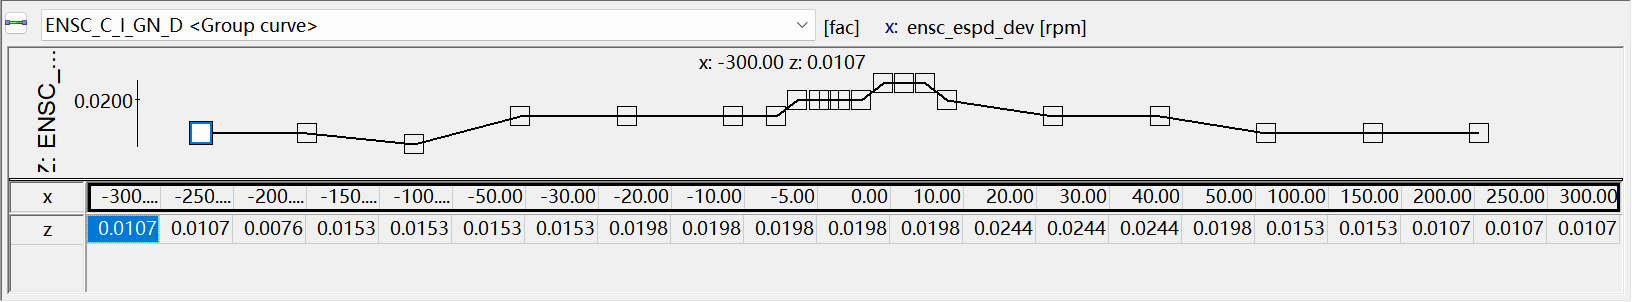 ENSC_C_I_GN_D <Group curve> [fac] x: ensc_espd_dev [rpm]
z: ENSC_...
x: -300.00 z: 0.0107
0.0200
x -300.... -250.... -200.... -150.... -100.... -50.00 -30.00 -20.00 -10.00 -5.00 0.00 10.00 20.00 30.00 40.00 50.00 100.00 150.00 200.00 250.00 300.00
z 0.0107 0.0107 0.0076 0.0153 0.0153 0.0153 0.0153 0.0198 0.0198 0.0198 0.0198 0.0198 0.0244 0.0244 0.0244 0.0198 0.0153 0.0153 0.0107 0.0107 0.0107